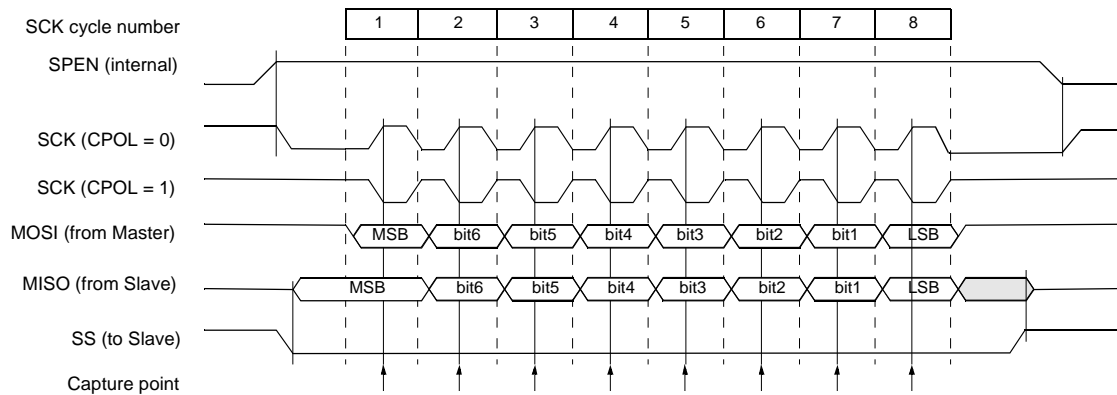 SCK cycle number 1 2 3 4 5 6 7 8
SPEN (internal)
SCK (CPOL = 0)
SCK (CPOL = 1)
MOSI (from Master) MSB bit6 bit5 bit4 bit3 bit2 bit1 LSB
MISO (from Slave) MSB bit6 bit5 bit4 bit3 bit2 bit1 LSB
SS (to Slave)
Capture point